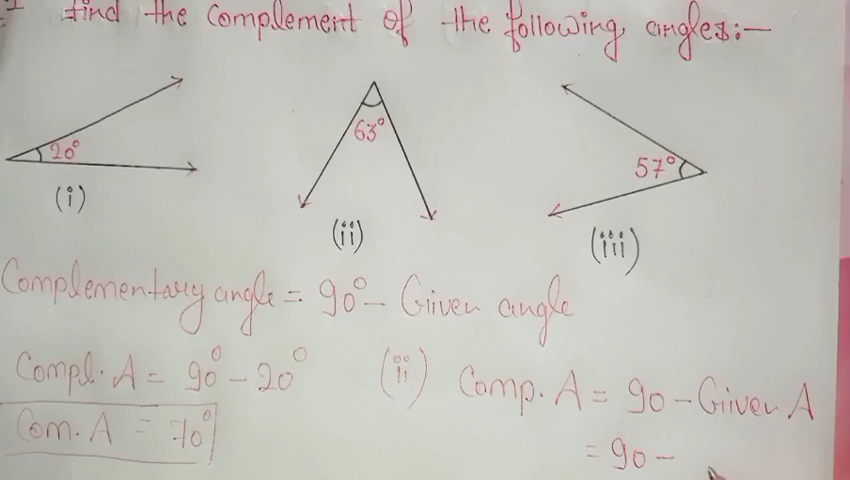 find the complement of the following angles:-
20°
63°
57°
(i)
(ii)
(iii)
Complementary angle = 90° - Given angle
Compl. A = 90° - 20°
Com. A = 70°
(ii) Comp. A = 90 - Given A
= 90 -